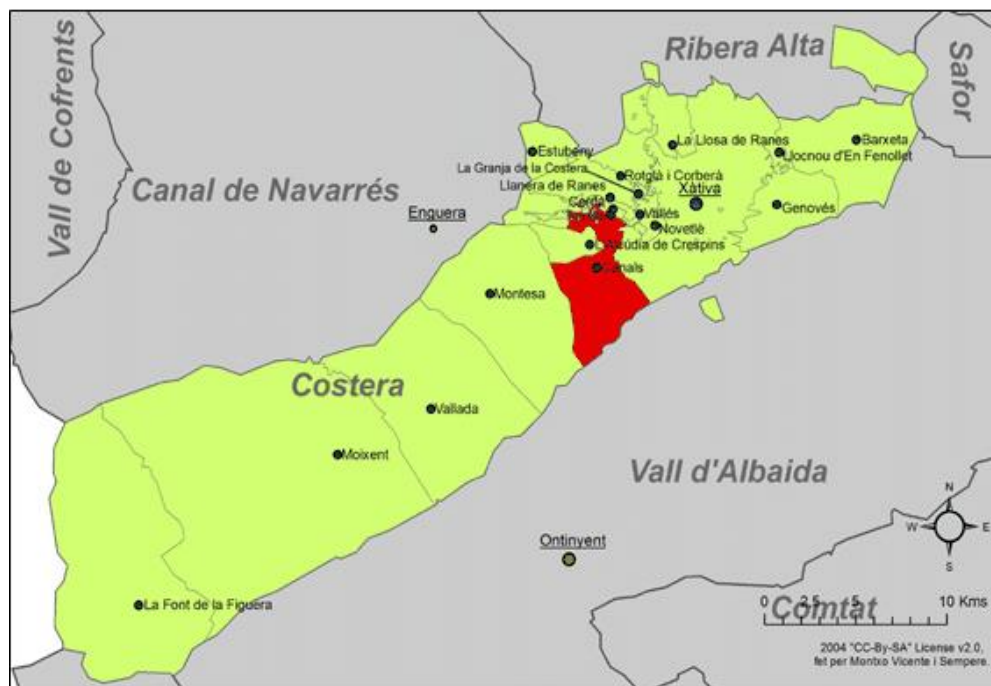 Ribera Alta
Safor
Vall de Cofrents
Canal de Navarrés
La Llosa de Ranes
Barxeta
Estubeny
Llocnou d'En Fenollet
La Granja de la Costera
Rotglà i Corberà
Llanera de Ranes
Xàtiva
Cerdà
Genovés
Vallés
Enguera
Novetlè
L'Alcúdia de Crespins
Canals
Montesa
Costera
Vallada
Moixent
Vall d'Albaida
N
W
E
S
Ontinyent
La Font de la Figuera
Comtat
0
5
10 Kms
2004 "CC-By-SA" License v2.0,
fet per Montxo Vicente i Sempere.